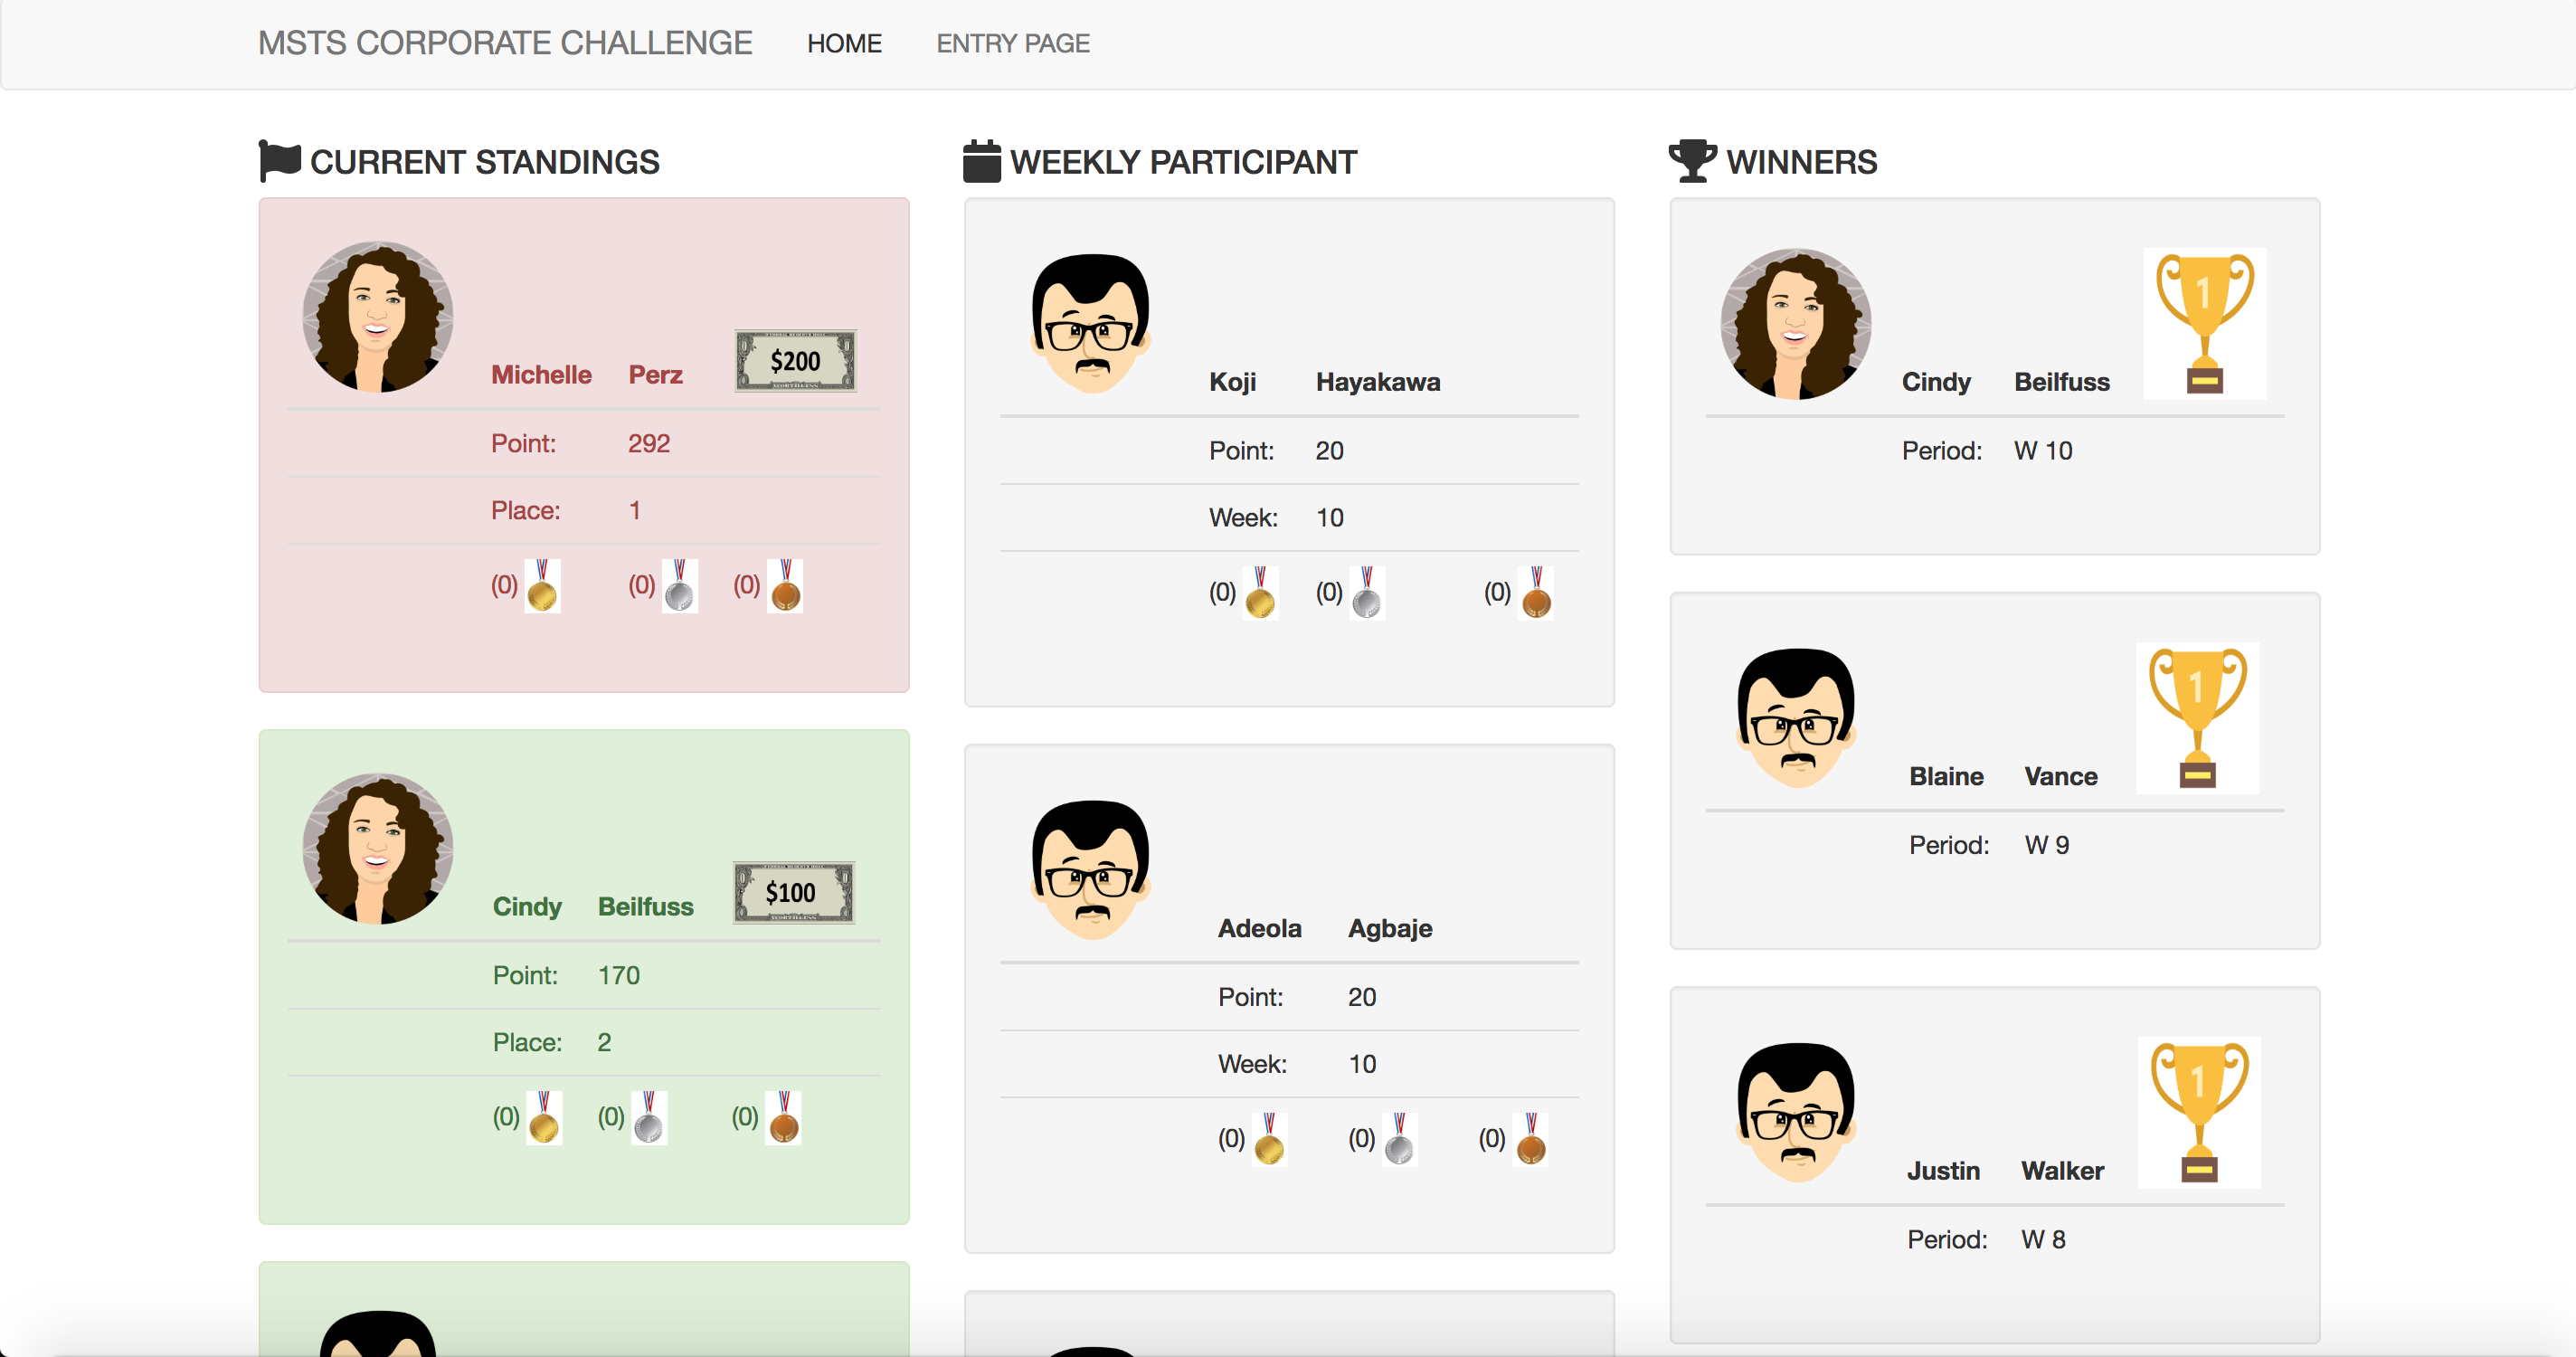 MSTS CORPORATE CHALLENGE HOME ENTRY PAGE
CURRENT STANDINGS
Michelle Perz $200
Point: 292
Place: 1
(0) (0) (0)
Cindy Beilfuss $100
Point: 170
Place: 2
(0) (0) (0)
WEEKLY PARTICIPANT
Koji Hayakawa
Point: 20
Week: 10
(0) (0) (0)
Adeola Agbaje
Point: 20
Week: 10
(0) (0) (0)
WINNERS
Cindy Beilfuss 1
Period: W 10
Blaine Vance 1
Period: W 9
Justin Walker 1
Period: W 8